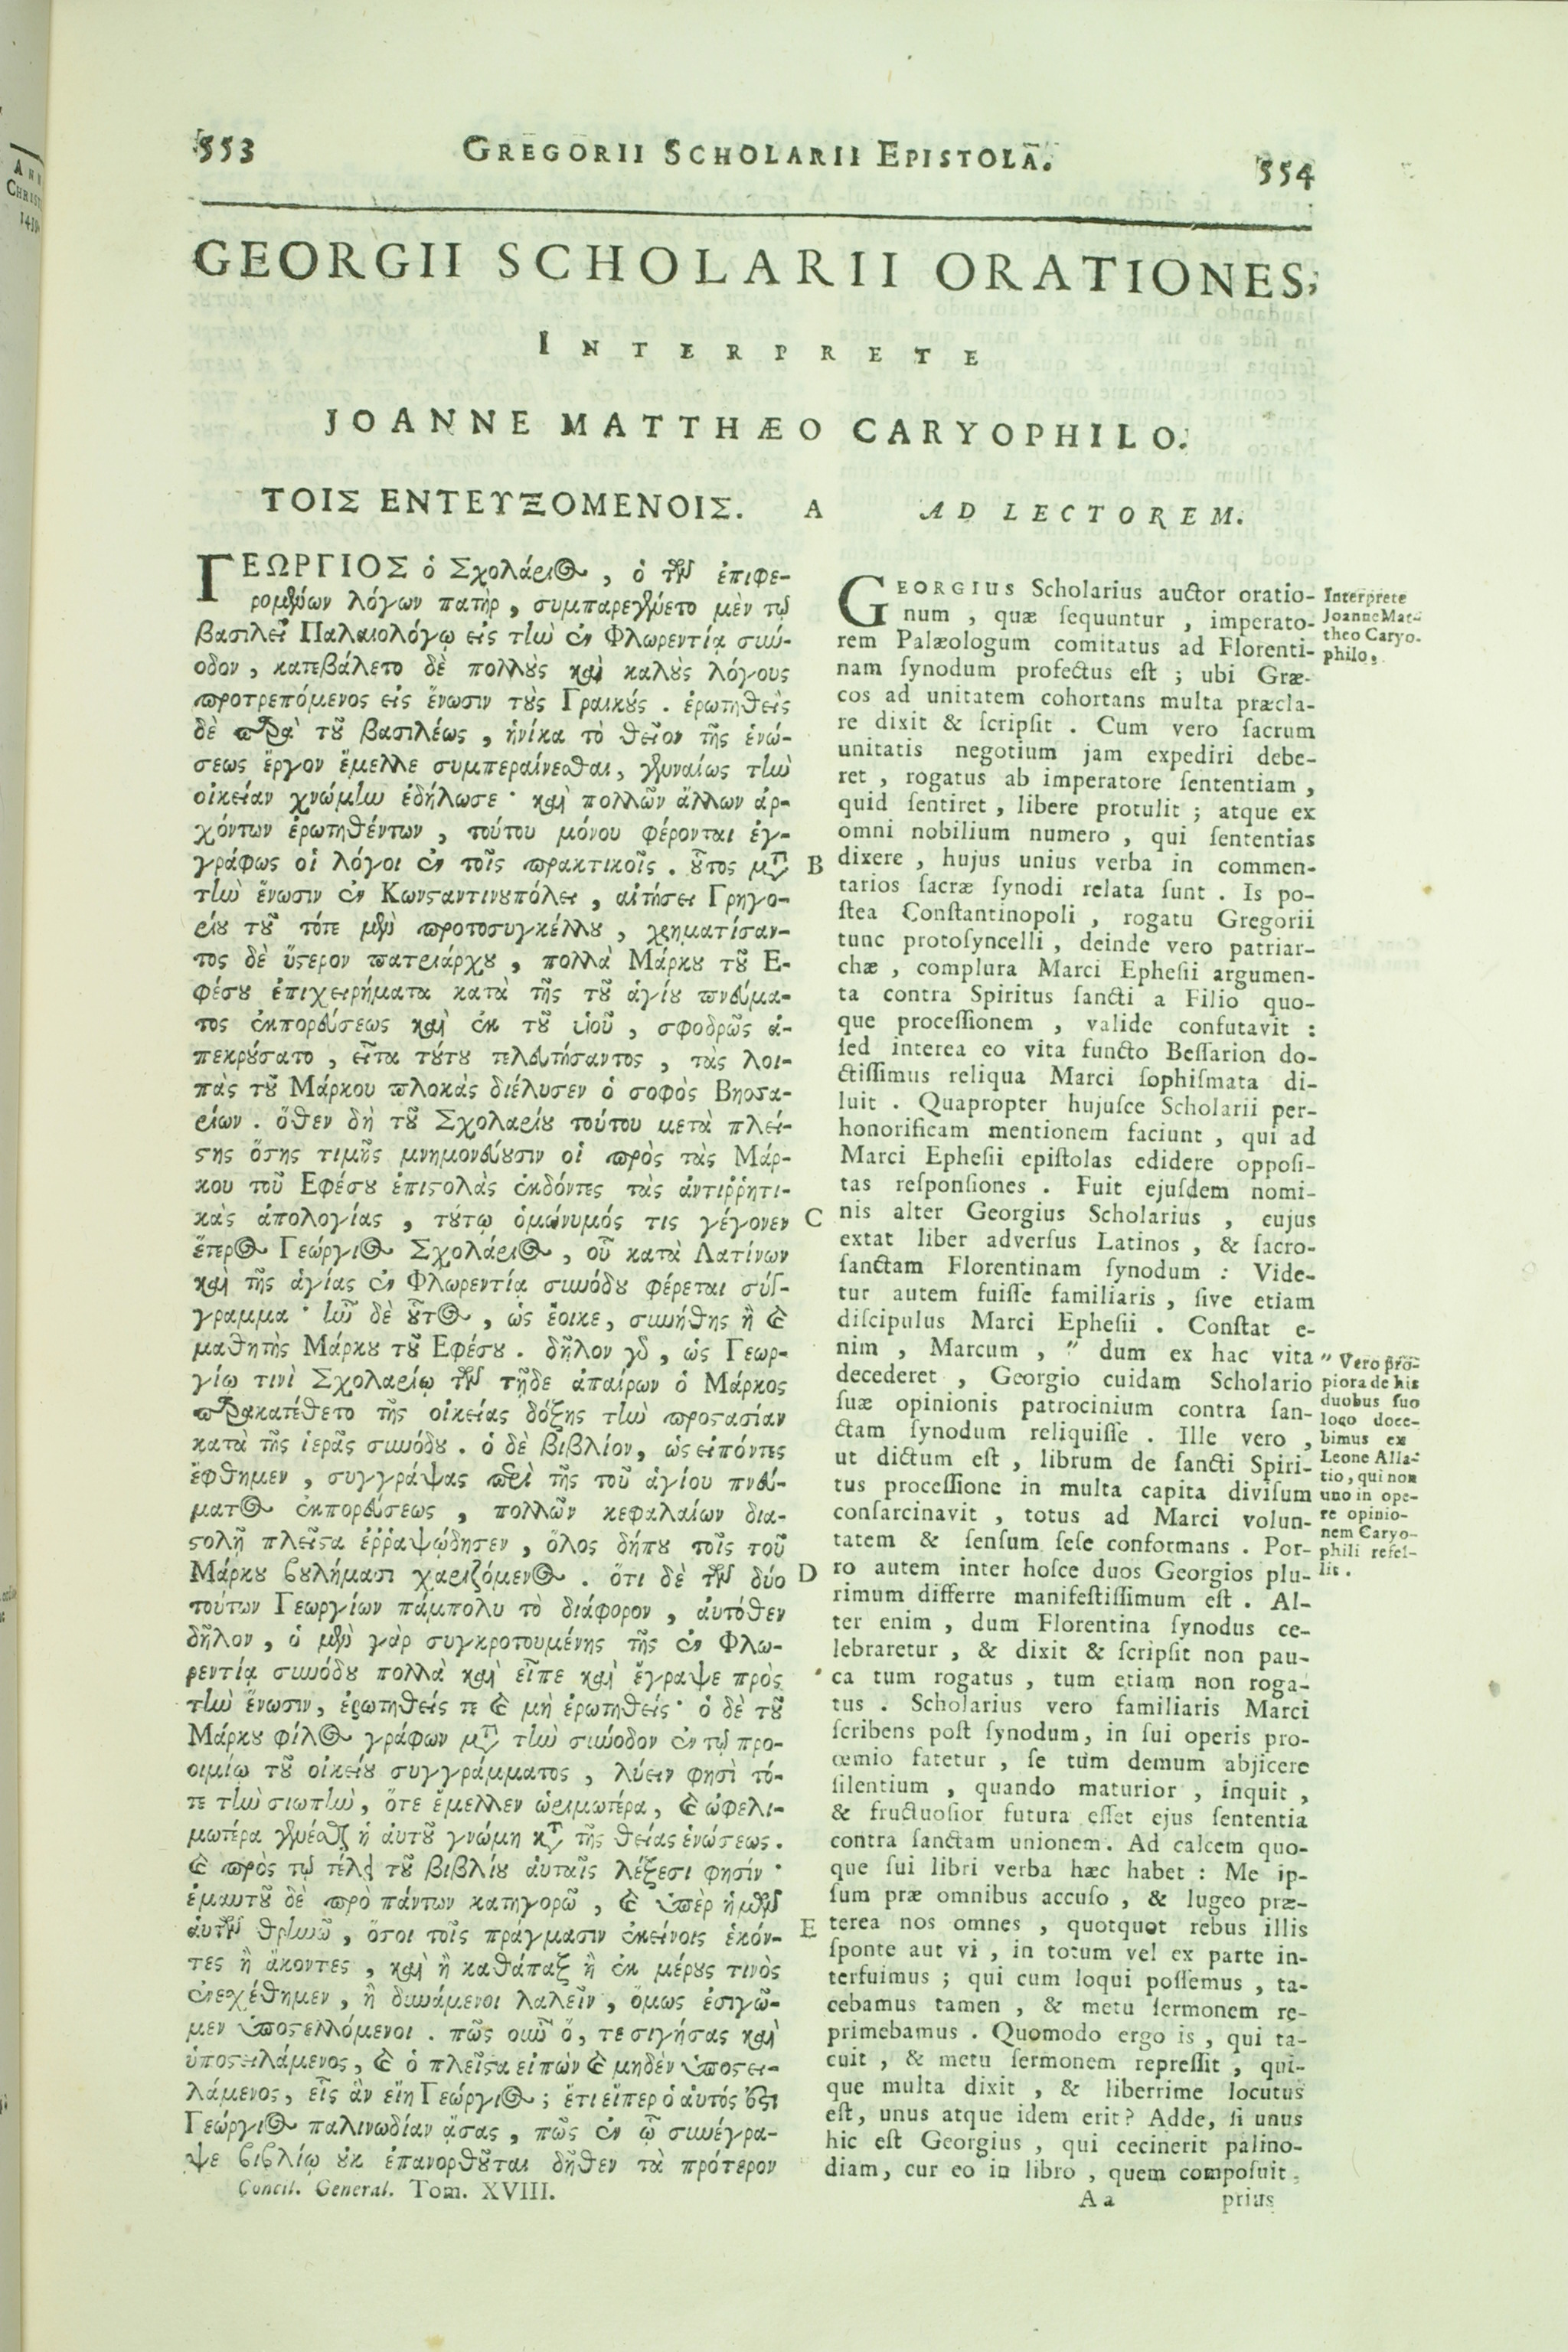 553 GREGORII SCHOLARII EPISTOLA. 554
GEORGII SCHOLARII ORATIONES,
INTERPRETE
JOANNE MATTHÆO CARYOPHILO.
ΤΟΙΣ ΕΝΤΕΥΞΟΜΕΝΟΙΣ.
ΓΕΩΡΓΙΟΣ ὁ Σχολάριος, ὁ τῶν ἐπιφε-
ρομένων λόγων πατὴρ, συμπαρεγένετο μὲν τῷ
βασιλεῖ Παλαιολόγῳ εἰς τὴν ἐν Φλωρεντίᾳ σύν-
οδον, κατεβάλετο δὲ πολλοὺς καὶ καλοὺς λόγους
προτρεπόμενος εἰς ἕνωσιν τοὺς Γραικούς. ἐρωτηθεὶς
δὲ παρὰ τοῦ βασιλέως, ἡνίκα τὸ θεῖον τῆς ἑνώ-
σεως ἔργον ἔμελλε συμπεραίνεσθαι, γενναίως τὴν
οἰκείαν γνώμην ἐδήλωσε· καὶ πολλῶν ἄλλων ἀρ-
χόντων ἐρωτηθέντων, τούτου μόνου φέρονται ἐγ-
γράφως οἱ λόγοι ἐν τοῖς πρακτικοῖς. οὗτος μετὰ
τὴν ἕνωσιν ἐν Κωνσταντινουπόλει, αἰτήσει Γρηγο-
ρίου τοῦ τότε μὲν πρωτοσυγκέλλου, χρηματίσαν-
τος δὲ ὕστερον πατριάρχου, πολλὰ Μάρκου τοῦ Ε-
φέσου ἐπιχειρήματα κατὰ τῆς τοῦ ἁγίου πνεύμα-
τος ἐκπορεύσεως καὶ ἐκ τοῦ υἱοῦ, σφοδρῶς ἀ-
πεκρούσατο, εἶτα τούτου τελευτήσαντος, τὰς λοι-
πὰς τοῦ Μάρκου πλοκὰς διέλυσεν ὁ σοφὸς Βησσα-
ρίων. ὅθεν δὴ τοῦ Σχολαρίου τούτου μετὰ πλεί-
στης ὅσης τιμῆς μνημονεύουσιν οἱ πρὸς τὰς Μάρ-
κου τοῦ Εφέσου ἐπιστολὰς ἐκδόντες τὰς ἀντιῤῥητι-
κὰς ἀπολογίας, τούτῳ ὁμώνυμός τις γέγονεν
ἕτερος Γεώργιος Σχολάριος, οὗ κατὰ Λατίνων
καὶ τῆς ἁγίας ἐν Φλωρεντίᾳ συνόδου φέρεται σύγ-
γραμμα· ἦν δὲ οὗτος, ὡς ἔοικε, συνήθης ἢ καὶ
μαθητὴς Μάρκου τοῦ Εφέσου. δῆλον γὰρ, ὡς Γεωρ-
γίῳ τινὶ Σχολαρίῳ τῶν τῇδε ἀπαίρων ὁ Μάρκος
παρακατέθετο τῆς οἰκείας δόξης τὴν προστασίαν
κατὰ τῆς ἱερᾶς συνόδου. ὁ δὲ βιβλίον, ὡς εἰπόντες
ἔφθημεν, συγγράψας περὶ τῆς τοῦ ἁγίου πνεύ-
ματος ἐκπορεύσεως, πολλῶν κεφαλαίων δια-
στολῇ πλεῖστα ἐῤῥαψῴδησεν, ὅλος δήπου τοῖς τοῦ
Μάρκου βουλήμασι χαριζόμενος. ὅτι δὲ τῶν δύο
τούτων Γεωργίων πάμπολυ τὸ διάφορον, αὐτόθεν
δῆλον, ὁ μὲν γὰρ συγκροτουμένης τῆς ἐν Φλω-
ρεντίᾳ συνόδου πολλὰ καὶ εἶπε καὶ ἔγραψε πρὸς
τὴν ἕνωσιν, ἐρωτηθείς τε καὶ μὴ ἐρωτηθείς· ὁ δὲ τοῦ
Μάρκου φίλος γράφων μετὰ τὴν σύνοδον ἐν τῷ προ-
οιμίῳ τοῦ οἰκείου συγγράμματος, λύειν φησὶ τό-
τε τὴν σιωπὴν, ὅτε ἔμελλεν ὡριμωτέρα, καὶ ὠφελι-
μωτέρα γενέσθαι ἡ αὐτοῦ γνώμη κατὰ τῆς θείας ἑνώσεως.
καὶ πρὸς τῷ τέλει τοῦ βιβλίου αὐταῖς λέξεσι φησίν·
ἐμαυτοῦ δὲ πρὸ πάντων κατηγορῶ, καὶ ὑπὲρ ἡμῶν
αὐτῶν θρηνῶ, ὅσοι τοῖς πράγμασιν ἐκείνοις ἑκόν-
τες ἢ ἄκοντες, καὶ ἢ καθάπαξ ἢ ἐκ μέρους τινὸς
ἐνεχέθημεν, ἢ δυνάμενοι λαλεῖν, ὅμως ἐσιγῶ-
μεν ὑποστελλόμενοι. πῶς οὖν ὅ, τε σιγήσας καὶ
ὑποστειλάμενος, καὶ ὁ πλεῖστα εἰπὼν καὶ μηδὲν ὑποστει-
λάμενος, εἷς ἂν εἴη Γεώργιος; ἔτι εἴπερ ὁ αὐτός ἐστι
Γεώργιος παλινωδίαν ᾄσας, πῶς ἐν ᾧ συνέγρα-
ψε βιβλίῳ οὐκ ἐπανορθοῦται δῆθεν τὰ πρότερον
Concil. General. Tom. XVIII.
A
B
C
D
E
AD LECTOREM.
GEORGIUS Scholarius auctor oratio-
num, quæ ſequuntur, imperato-
rem Palæologum comitatus ad Florenti-
nam ſynodum profectus eſt; ubi Græ-
cos ad unitatem cohortans multa præcla-
re dixit & ſcripſit. Cum vero ſacrum
unitatis negotium jam expediri debe-
ret, rogatus ab imperatore ſententiam,
quid ſentiret, libere protulit; atque ex
omni nobilium numero, qui ſententias
dixere, hujus unius verba in commen-
tarios ſacræ ſynodi relata ſunt. Is po-
ſtea Conſtantinopoli, rogatu Gregorii
tunc protoſyncelli, deinde vero patriar-
chæ, complura Marci Epheſii argumen-
ta contra Spiritus ſancti a Filio quo-
que proceſſionem, valide confutavit:
ſed interea eo vita functo Beſſarion do-
ctiſſimus reliqua Marci ſophiſmata di-
luit. Quapropter hujuſce Scholarii per-
honorificam mentionem faciunt, qui ad
Marci Epheſii epiſtolas edidere oppoſi-
tas reſponſiones. Fuit ejuſdem nomi-
nis alter Georgius Scholarius, cujus
extat liber adverſus Latinos, & ſacro-
ſanctam Florentinam ſynodum: Vide-
tur autem fuiſſe familiaris, ſive etiam
diſcipulus Marci Epheſii. Conſtat e-
nim, Marcum, " dum ex hac vita
decederet, Georgio cuidam Scholario
ſuæ opinionis patrocinium contra ſan-
ctam ſynodum reliquiſſe. Ille vero,
ut dictum eſt, librum de ſancti Spiri-
tus proceſſione in multa capita diviſum
conſarcinavit, totus ad Marci volun-
tatem & ſenſum ſeſe conformans. Por-
ro autem inter hoſce duos Georgios plu-
rimum differre manifeſtiſſimum eſt. Al-
ter enim, dum Florentina ſynodus ce-
lebraretur, & dixit & ſcripſit non pau-
ca tum rogatus, tum etiam non roga-
tus. Scholarius vero familiaris Marci
ſcribens poſt ſynodum, in ſui operis pro-
œmio fatetur, ſe tum demum abjicere
ſilentium, quando maturior, inquit,
& fructuoſior futura eſſet ejus ſententia
contra ſanctam unionem. Ad calcem quo-
que ſui libri verba hæc habet: Me ip-
ſum præ omnibus accuſo, & lugeo præ-
terea nos omnes, quotquot rebus illis
ſponte aut vi, in totum vel ex parte in-
terfuimus; qui cum loqui poſſemus, ta-
cebamus tamen, & metu ſermonem re-
primebamus. Quomodo ergo is, qui ta-
cuit, & metu ſermonem repreſſit, qui-
que multa dixit, & liberrime locutus
eſt, unus atque idem erit? Adde, ſi unus
hic eſt Georgius, qui cecinerit palino-
diam, cur eo in libro, quem compoſuit,
A a prius
Interprete
Joanne Mat-
theo Caryo-
philo.
" Vero pro-
piora de his
duobus ſuo
loco doce-
bimus ex
Leone Alla-
tio, qui non
uno in ope-
re opinio-
nem Caryo-
phili refel-
lit.